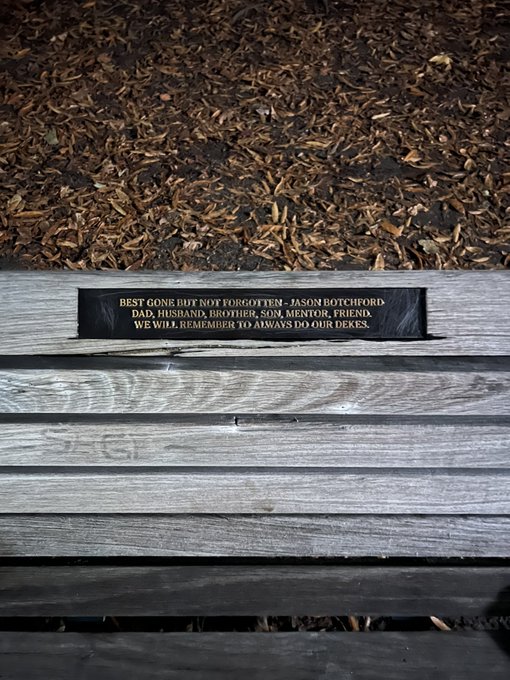 BEST GONE BUT NOT FORGOTTEN - JASON BOTCHFORD
DAD, HUSBAND, BROTHER, SON, MENTOR, FRIEND.
WE WILL REMEMBER TO ALWAYS DO OUR DEKES.